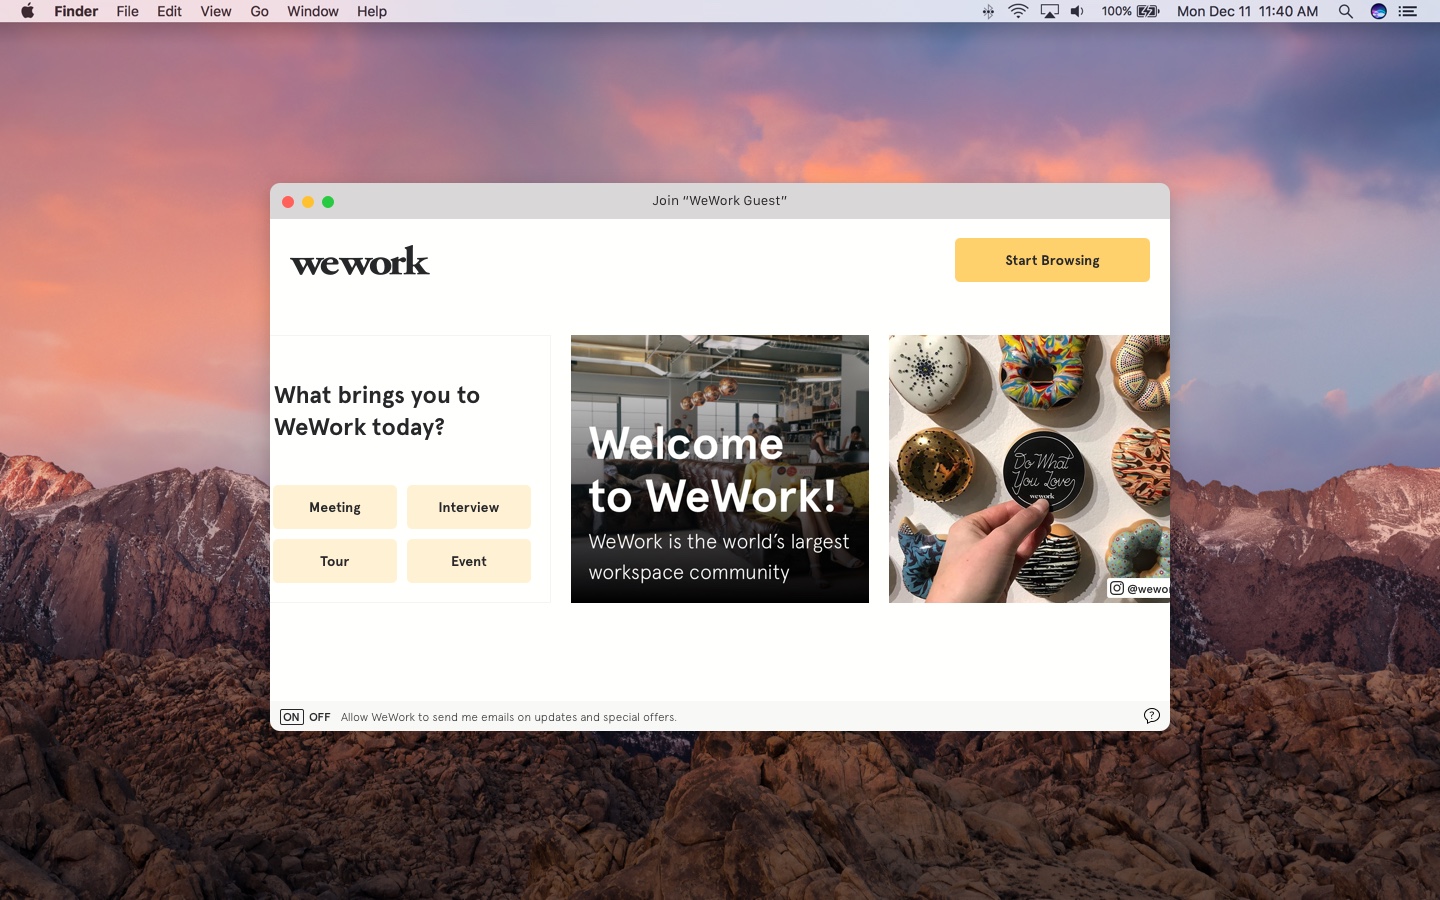 Finder File Edit View Go Window Help 100% Mon Dec 11 11:40 AM
Join “WeWork Guest”
wework
Start Browsing
What brings you to
WeWork today?
Meeting Interview
Tour Event
Welcome
to WeWork!
WeWork is the world’s largest
workspace community
Do What
You Love
wework
@wewor
ON OFF Allow WeWork to send me emails on updates and special offers.
?